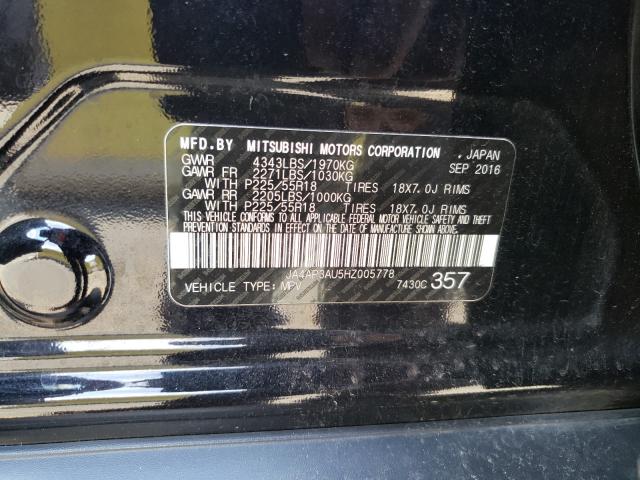 MFD.BY MITSUBISHI MOTORS CORPORATION . JAPAN
GVWR 4343LBS/1970KG SEP 2016
GAWR FR 2271LBS/1030KG
WITH P225/55R18 TIRES 18X7.0J RIMS
GAWR RR 2205LBS/1000KG
WITH P225/55R18 TIRES 18X7.0J RIMS
THIS VEHICLE CONFORMS TO ALL APPLICABLE FEDERAL MOTOR VEHICLE SAFETY AND THEFT
PREVENTION STANDARDS IN EFFECT ON THE DATE OF MANUFACTURE SHOWN ABOVE.
JA4AP3AU5HZ005778
VEHICLE TYPE: MPV 7430C 357